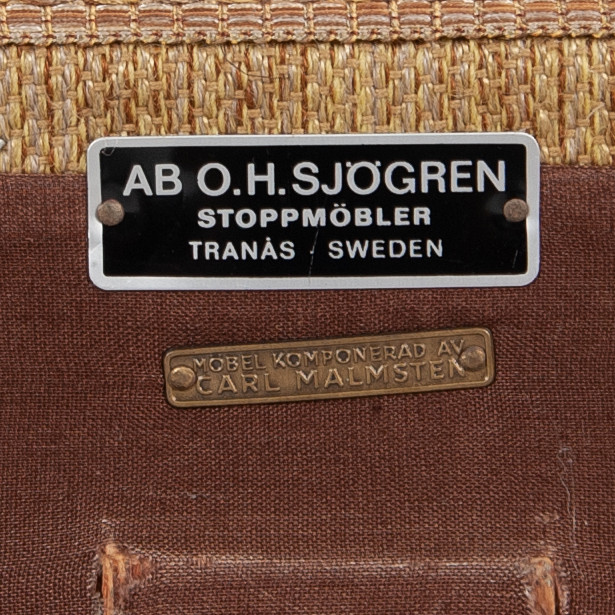 AB O.H.SJÖGREN
STOPPMÖBLER
TRANÅS SWEDEN
MÖBEL KOMPONERAD AV
CARL MALMSTEN